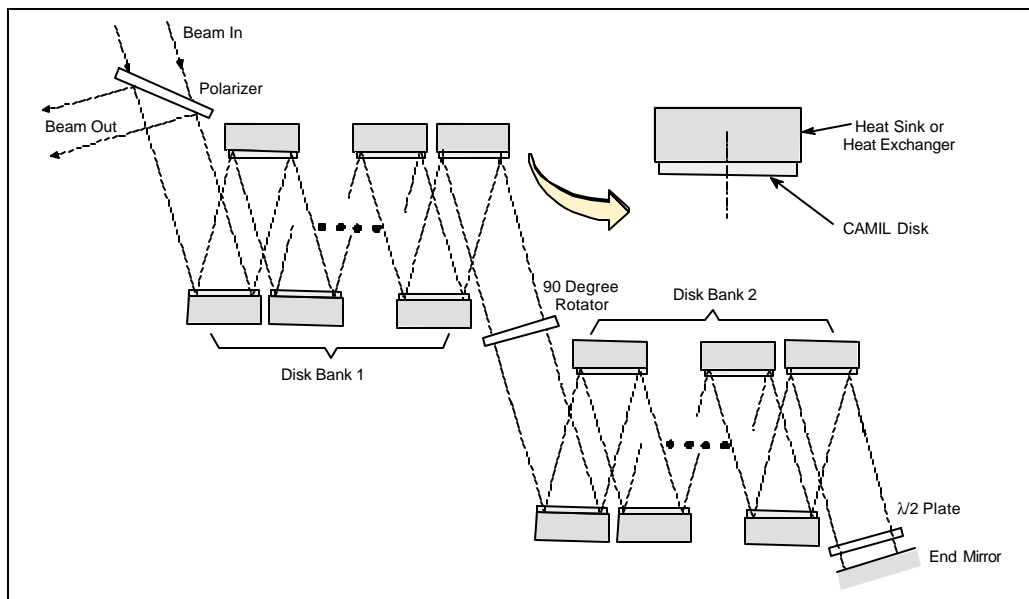 Beam In
Polarizer
Beam Out
Heat Sink or
Heat Exchanger
CAMIL Disk
90 Degree
Rotator
Disk Bank 2
Disk Bank 1
λ/2 Plate
End Mirror